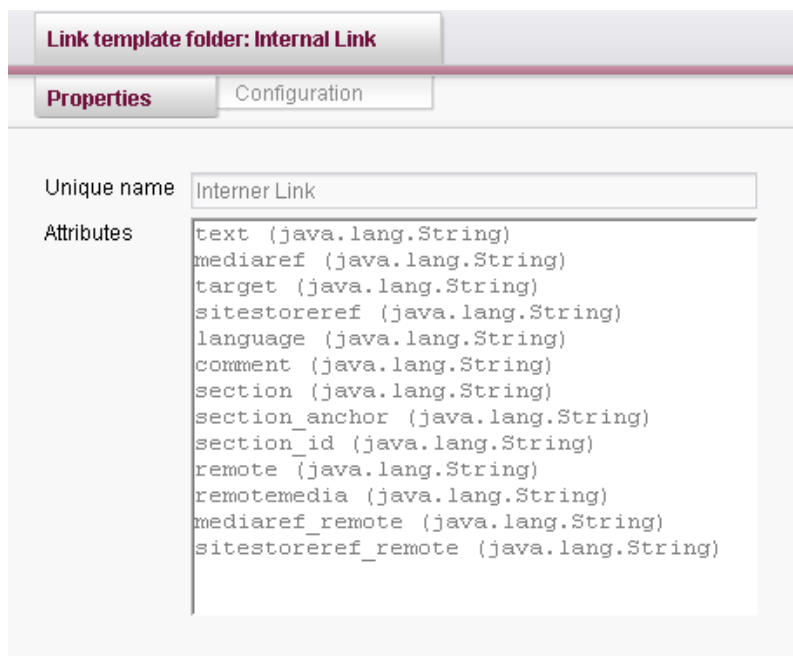 Link template folder: Internal Link
Properties Configuration
Unique name Interner Link
Attributes text (java.lang.String)
mediaref (java.lang.String)
target (java.lang.String)
sitestoreref (java.lang.String)
language (java.lang.String)
comment (java.lang.String)
section (java.lang.String)
section_anchor (java.lang.String)
section_id (java.lang.String)
remote (java.lang.String)
remotemedia (java.lang.String)
mediaref_remote (java.lang.String)
sitestoreref_remote (java.lang.String)